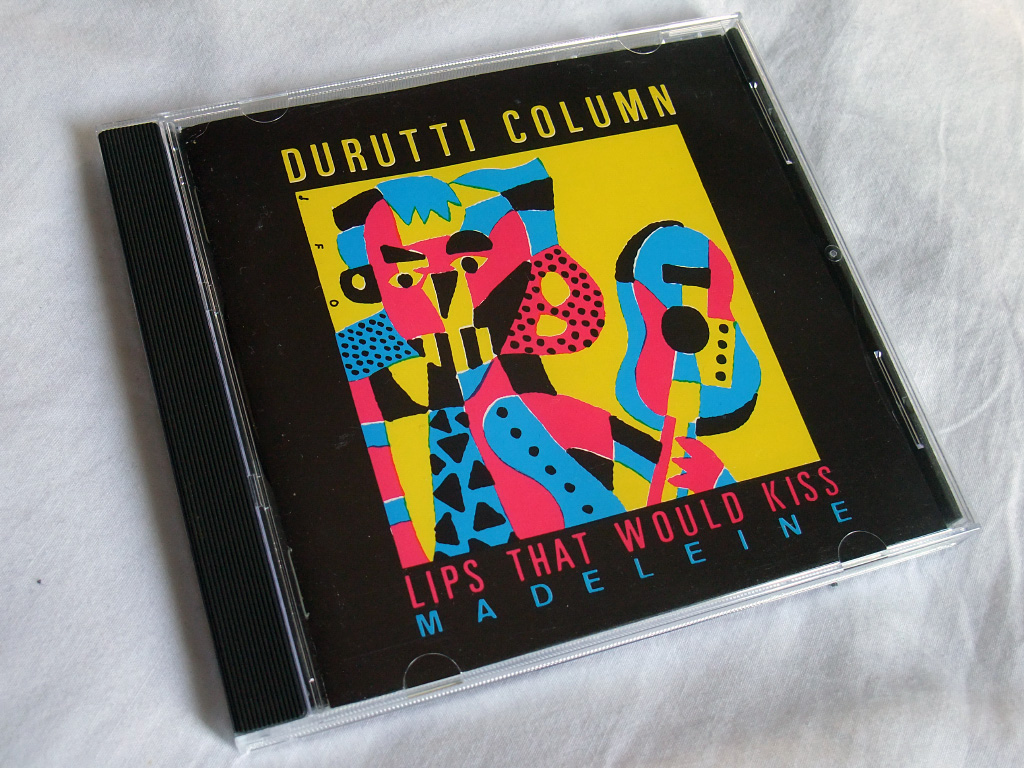 DURUTTI COLUMN
J F O
LIPS THAT WOULD KISS
MADELEINE